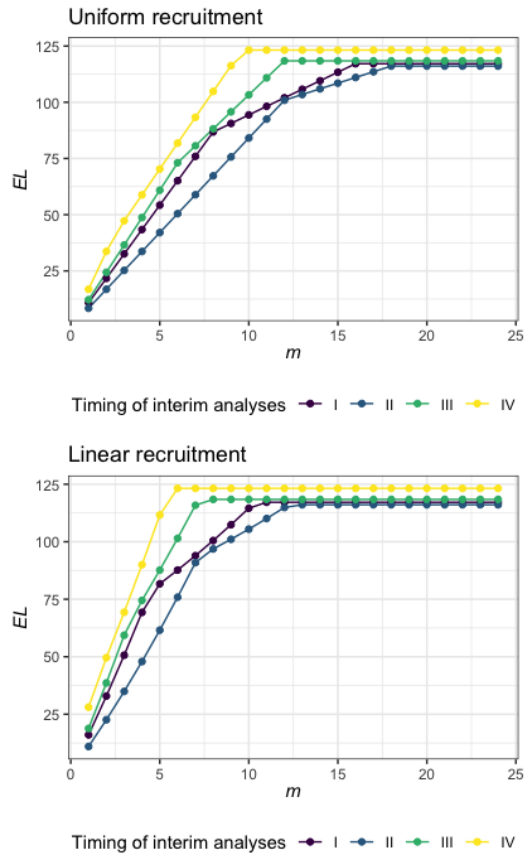 Uniform recruitment
125
100
75
50
25
EL
0 5 10 15 20 25
m
Timing of interim analyses I II III IV
Linear recruitment
125
100
75
50
25
EL
0 5 10 15 20 25
m
Timing of interim analyses I II III IV